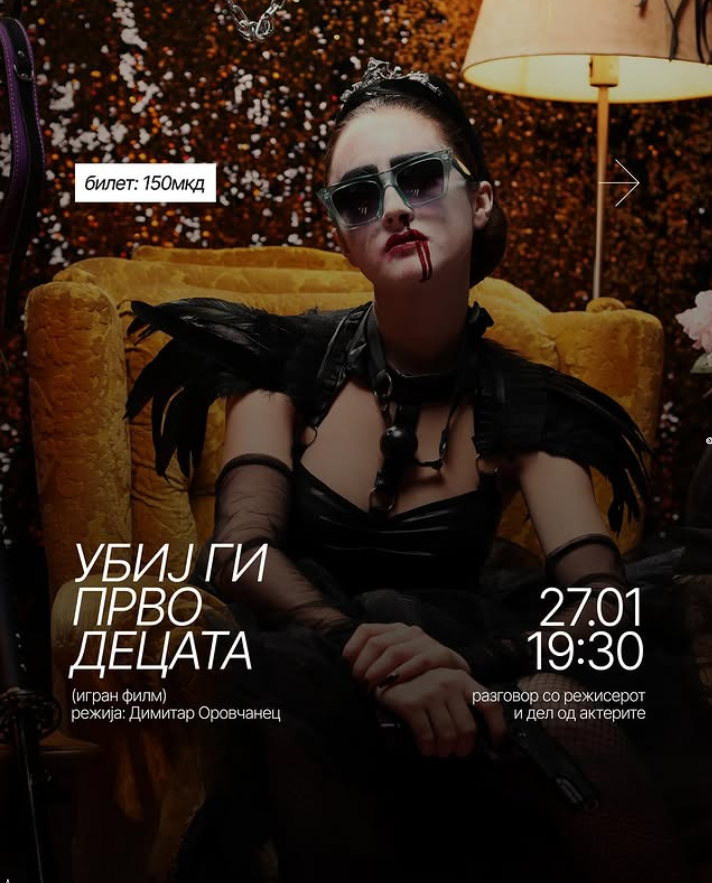 билет: 150мкд
УБИЈ ГИ
ПРВО
ДЕЦАТА
(игран филм)
режија: Димитар Оровчанец
27.01
19:30
разговор со режисерот
и дел од актерите